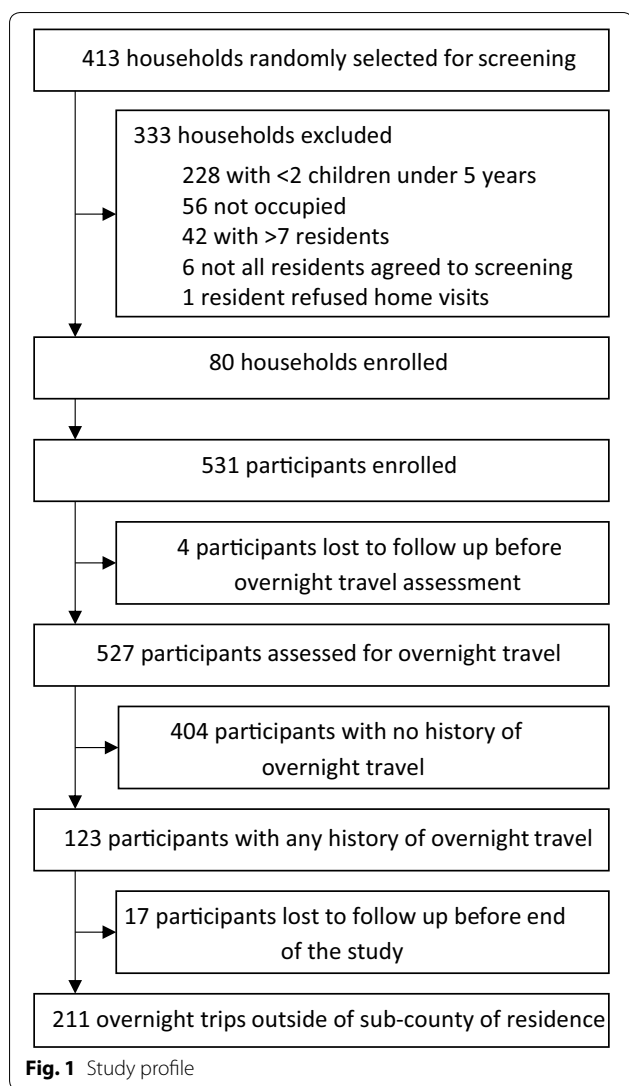 413 households randomly selected for screening
333 households excluded
228 with <2 children under 5 years
56 not occupied
42 with >7 residents
6 not all residents agreed to screening
1 resident refused home visits
80 households enrolled
531 participants enrolled
4 participants lost to follow up before
overnight travel assessment
527 participants assessed for overnight travel
404 participants with no history of
overnight travel
123 participants with any history of overnight travel
17 participants lost to follow up before end
of the study
211 overnight trips outside of sub-county of residence
Fig. 1 Study profile